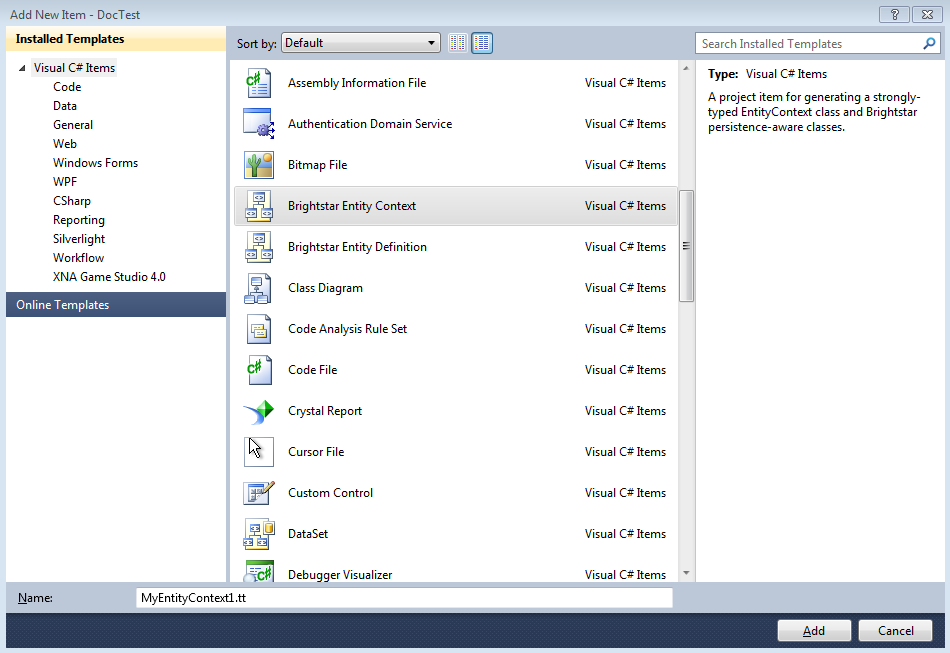 Add New Item - DocTest
Installed Templates
Visual C# Items
Code
Data
General
Web
Windows Forms
WPF
CSharp
Reporting
Silverlight
Workflow
XNA Game Studio 4.0
Online Templates
Sort by: Default
Assembly Information File Visual C# Items
Authentication Domain Service Visual C# Items
Bitmap File Visual C# Items
Brightstar Entity Context Visual C# Items
Brightstar Entity Definition Visual C# Items
Class Diagram Visual C# Items
Code Analysis Rule Set Visual C# Items
Code File Visual C# Items
Crystal Report Visual C# Items
Cursor File Visual C# Items
Custom Control Visual C# Items
DataSet Visual C# Items
Debugger Visualizer Visual C# Items
Search Installed Templates
Type: Visual C# Items
A project item for generating a strongly-
typed EntityContext class and Brightstar
persistence-aware classes.
Name: MyEntityContext1.tt
Add Cancel